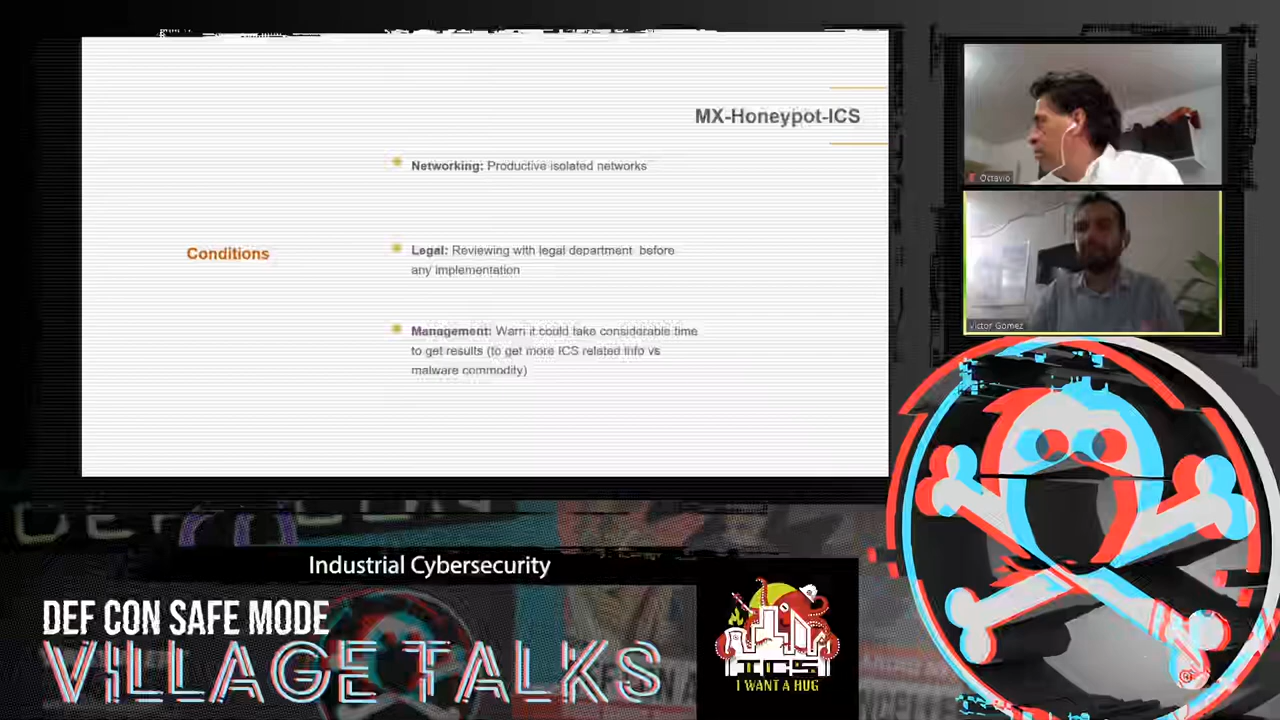 MX-Honeypot-ICS
Networking: Productive isolated networks
Conditions
Legal: Reviewing with legal department before
any implementation
Management: Warn it could take considerable time
to get results (to get more ICS related info vs
malware commodity)
Octavio
Victor Gomez
Industrial Cybersecurity
DEF CON SAFE MODE
VILLAGE TALKS
ICS
I WANT A HUG